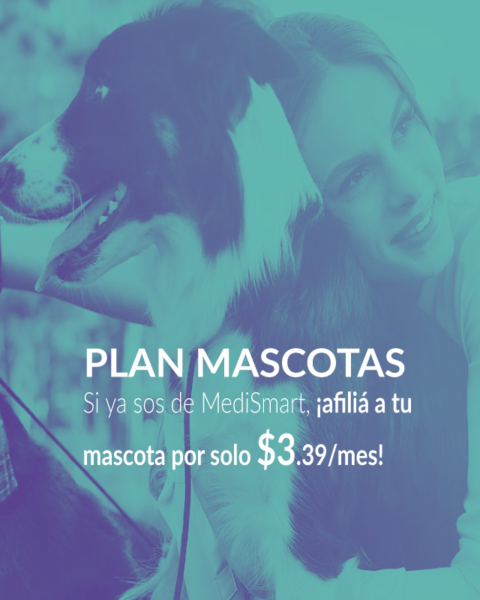 PLAN MASCOTAS
Si ya sos de MediSmart, ¡afiliá a tu
mascota por solo $3.39/mes!